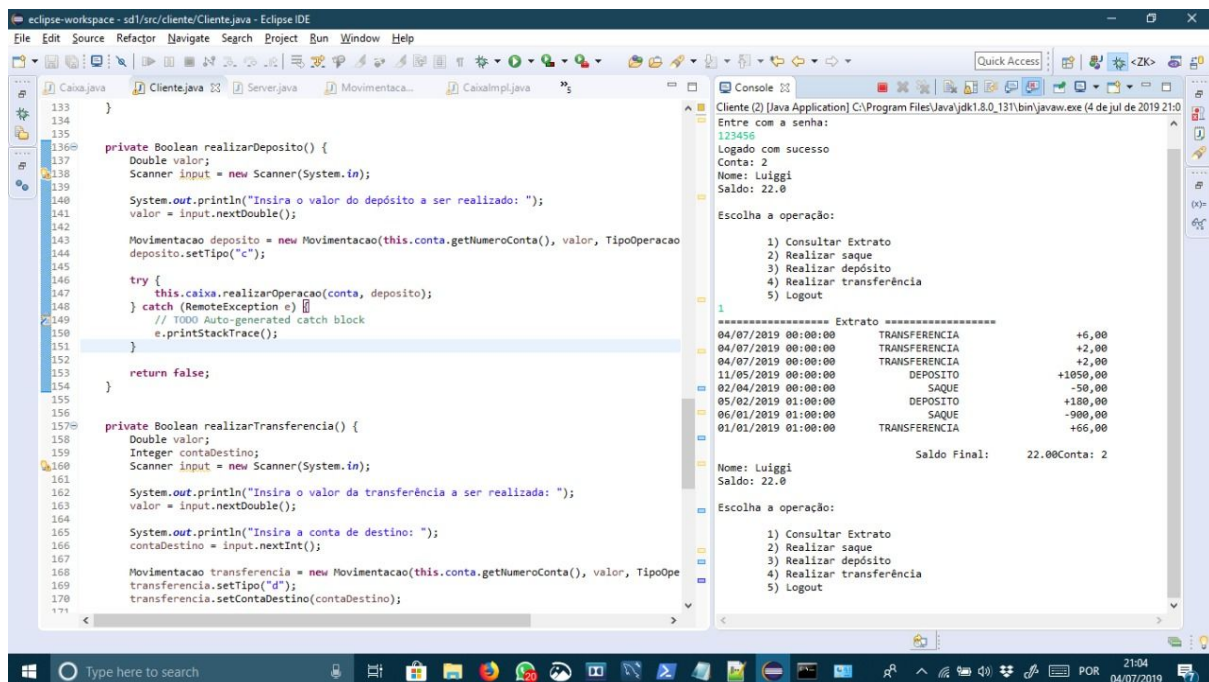 eclipse-workspace - sd1/src/cliente/Cliente.java - Eclipse IDE
File Edit Source Refactor Navigate Search Project Run Window Help
Quick Access
<ZK>
Caixa.java Cliente.java Server.java Movimentaca... CaixaImpl.java »5
133 }
134
135
136 private Boolean realizarDeposito() {
137 Double valor;
138 Scanner input = new Scanner(System.in);
139
140 System.out.println("Insira o valor do depósito a ser realizado: ");
141 valor = input.nextDouble();
142
143 Movimentacao deposito = new Movimentacao(this.conta.getNumeroConta(), valor, TipoOperacao
144 deposito.setTipo("c");
145
146 try {
147 this.caixa.realizarOperacao(conta, deposito);
148 } catch (RemoteException e) {
149 // TODO Auto-generated catch block
150 e.printStackTrace();
151 }
152
153 return false;
154 }
155
156
157 private Boolean realizarTransferencia() {
158 Double valor;
159 Integer contaDestino;
160 Scanner input = new Scanner(System.in);
161
162 System.out.println("Insira o valor da transferência a ser realizada: ");
163 valor = input.nextDouble();
164
165 System.out.println("Insira a conta de destino: ");
166 contaDestino = input.nextInt();
167
168 Movimentacao transferencia = new Movimentacao(this.conta.getNumeroConta(), valor, TipoOpe
169 transferencia.setTipo("d");
170 transferencia.setContaDestino(contaDestino);
171
Console
Cliente (2) [Java Application] C:\Program Files\Java\jdk1.8.0_131\bin\javaw.exe (4 de jul de 2019 21:0
Entre com a senha:
123456
Logado com sucesso
Conta: 2
Nome: Luiggi
Saldo: 22.0
Escolha a operação:
1) Consultar Extrato
2) Realizar saque
3) Realizar depósito
4) Realizar transferência
5) Logout
1
================== Extrato ==================
04/07/2019 00:00:00 TRANSFERENCIA +6,00
04/07/2019 00:00:00 TRANSFERENCIA +2,00
04/07/2019 00:00:00 TRANSFERENCIA +2,00
11/05/2019 00:00:00 DEPOSITO +1050,00
02/04/2019 00:00:00 SAQUE -50,00
05/02/2019 01:00:00 DEPOSITO +180,00
06/01/2019 01:00:00 SAQUE -900,00
01/01/2019 01:00:00 TRANSFERENCIA +66,00
Saldo Final: 22.00Conta: 2
Nome: Luiggi
Saldo: 22.0
Escolha a operação:
1) Consultar Extrato
2) Realizar saque
3) Realizar depósito
4) Realizar transferência
5) Logout
(x)=
Type here to search
POR
21:04
04/07/2019